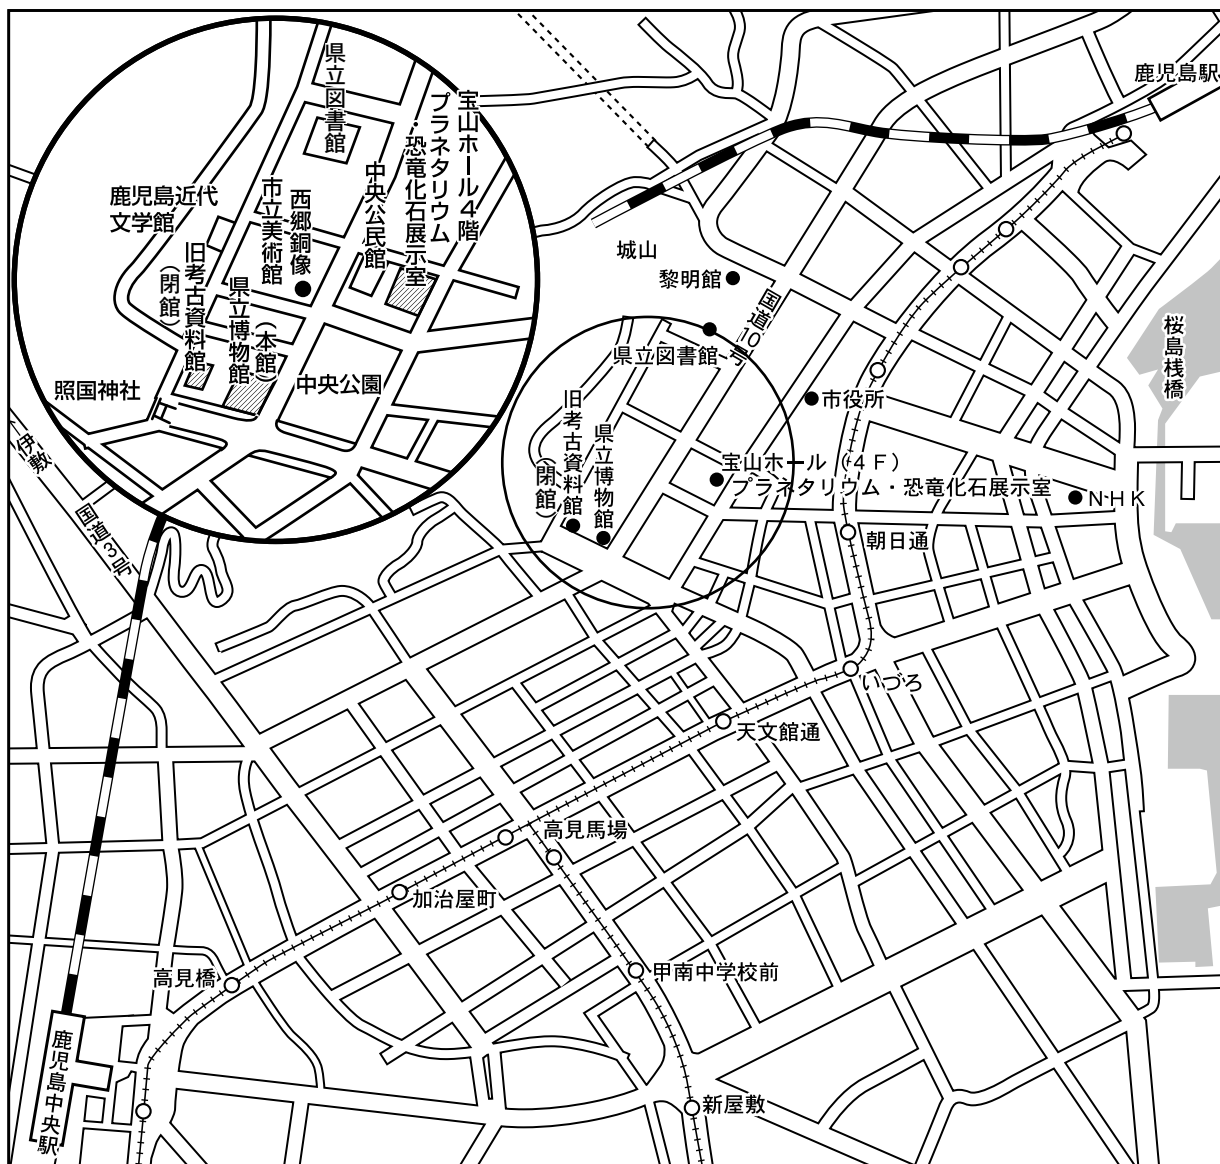 県立図書館
宝山ホール４階
プラネタリウム
・恐竜化石展示室
中央公民館
鹿児島近代
文学館
市立美術館
西郷銅像
旧考古資料館
（閉館）
県立博物館
（本館）
中央公園
照国神社
伊敷
国道3号
鹿児島駅
城山
黎明館
国道10号
県立図書館
桜島桟橋
市役所
旧考古資料館
（閉館）
県立博物館
宝山ホール（４Ｆ）
プラネタリウム・恐竜化石展示室
ＮＨＫ
朝日通
いづろ
天文館通
高見馬場
加治屋町
高見橋
甲南中学校前
新屋敷
鹿児島中央駅